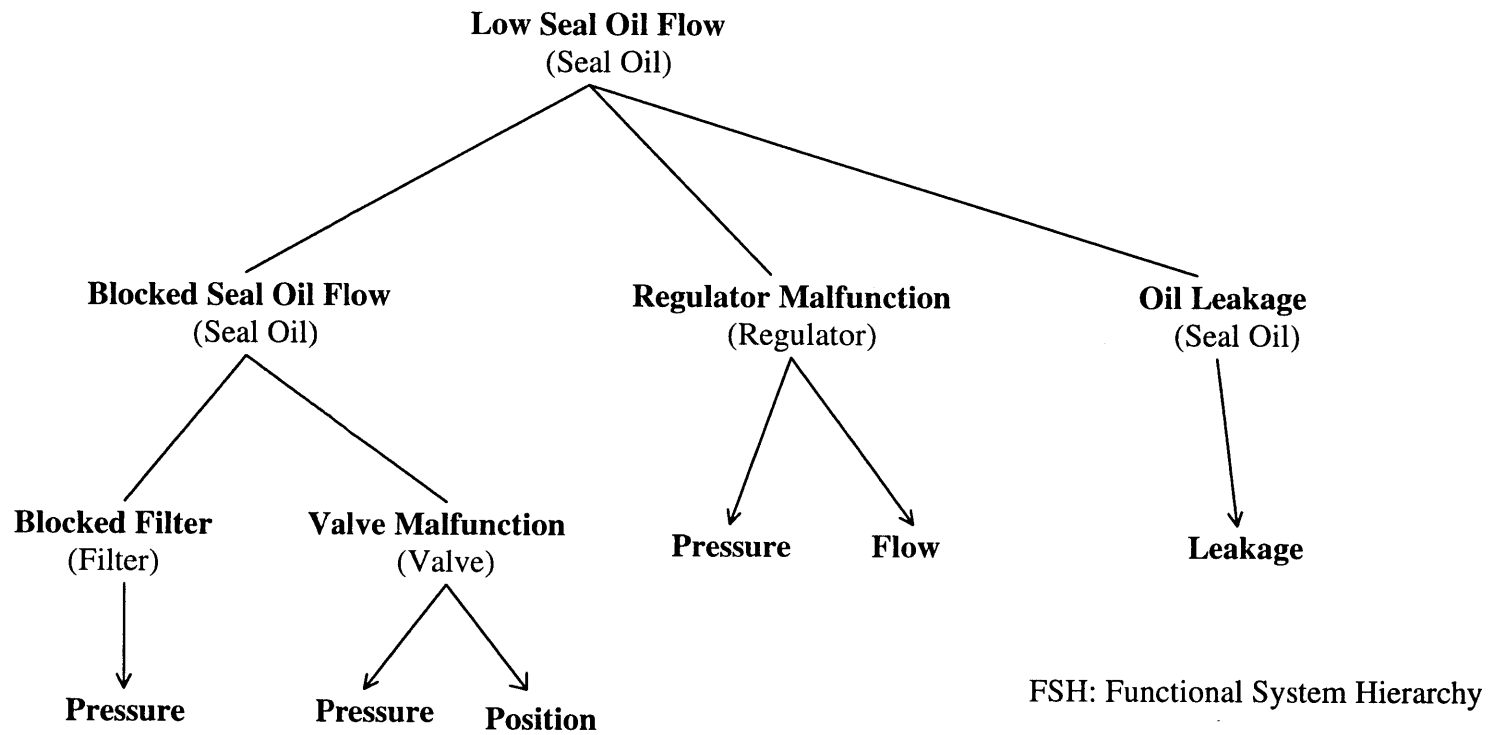 Low Seal Oil Flow
(Seal Oil)
Blocked Seal Oil Flow
(Seal Oil)
Regulator Malfunction
(Regulator)
Oil Leakage
(Seal Oil)
Blocked Filter
(Filter)
Valve Malfunction
(Valve)
Pressure
Flow
Leakage
Pressure
Pressure
Position
FSH: Functional System Hierarchy